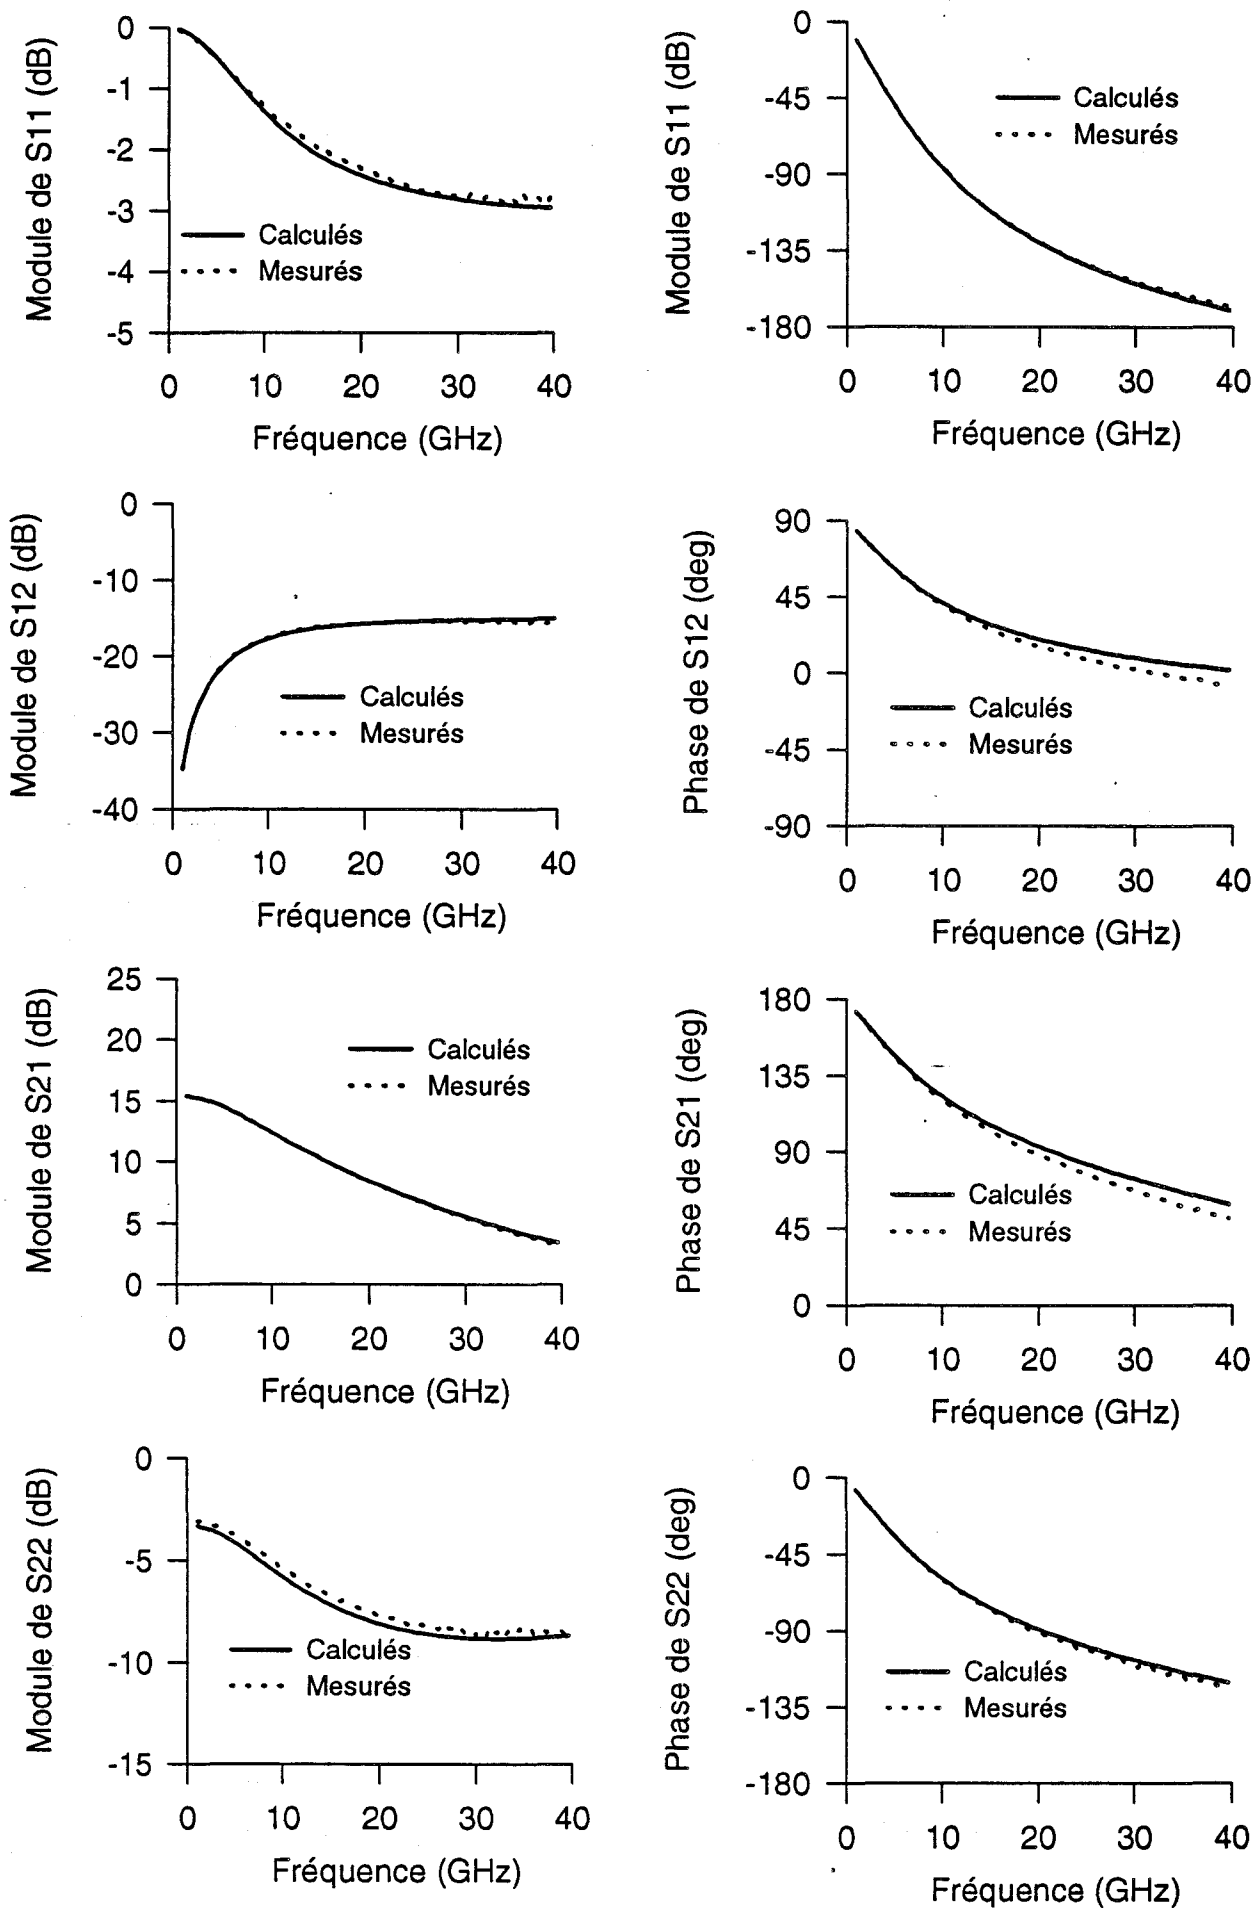 Module de S11 (dB)
0
-1
-2
-3
-4
-5
Calculés
Mesurés
0 10 20 30 40
Fréquence (GHz)
Module de S11 (dB)
0
-45
-90
-135
-180
Calculés
Mesurés
0 10 20 30 40
Fréquence (GHz)
Module de S12 (dB)
0
-10
-20
-30
-40
Calculés
Mesurés
0 10 20 30 40
Fréquence (GHz)
Phase de S12 (deg)
90
45
0
-45
-90
Calculés
Mesurés
0 10 20 30 40
Fréquence (GHz)
Module de S21 (dB)
25
20
15
10
5
0
Calculés
Mesurés
0 10 20 30 40
Fréquence (GHz)
Phase de S21 (deg)
180
135
90
45
0
Calculés
Mesurés
0 10 20 30 40
Fréquence (GHz)
Module de S22 (dB)
0
-5
-10
-15
Calculés
Mesurés
0 10 20 30 40
Fréquence (GHz)
Phase de S22 (deg)
0
-45
-90
-135
-180
Calculés
Mesurés
0 10 20 30 40
Fréquence (GHz)